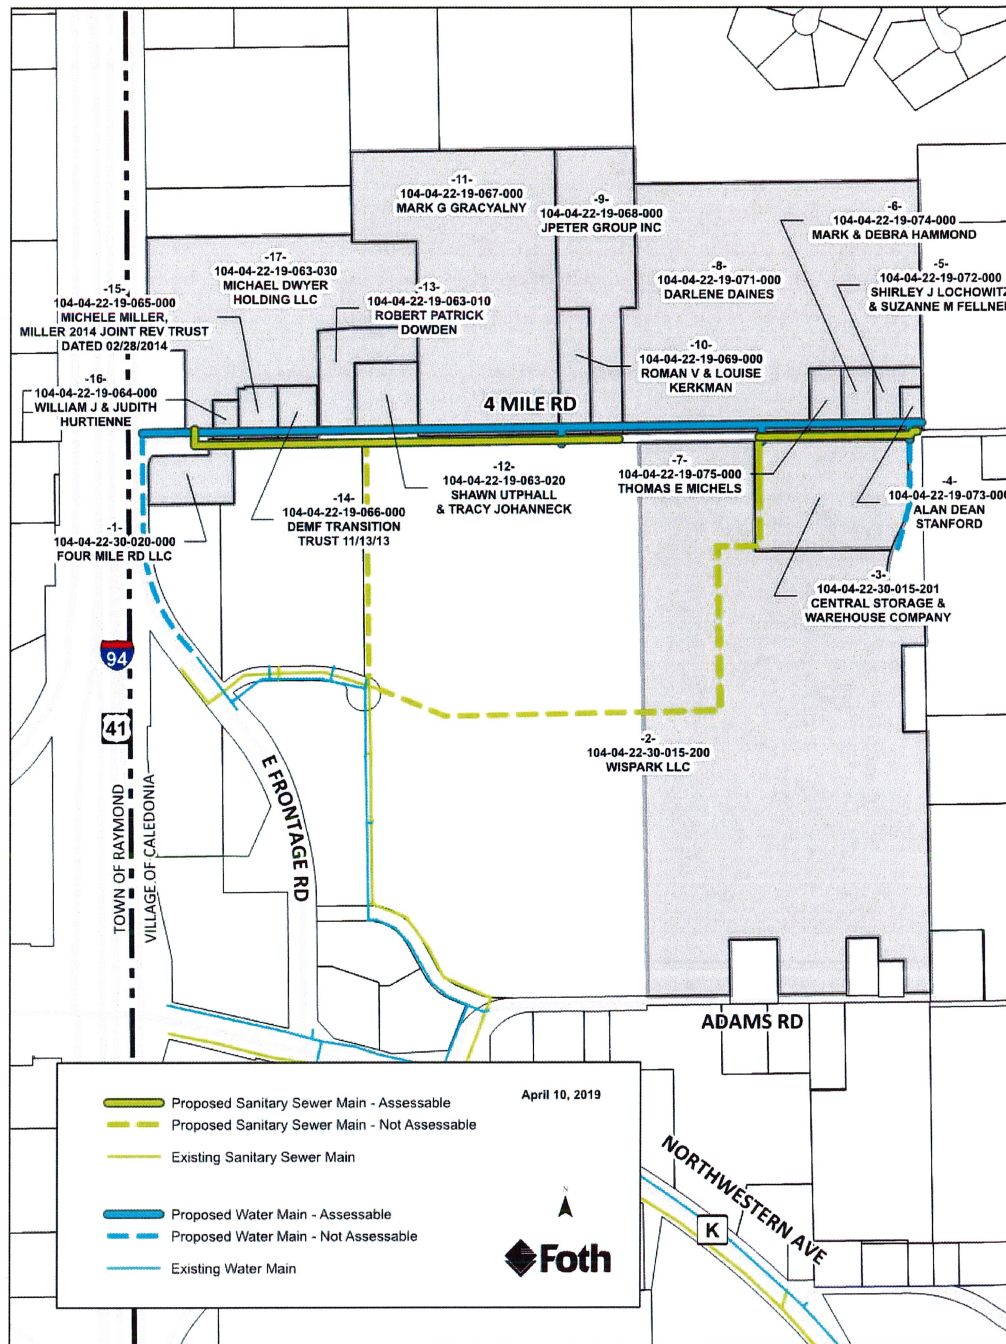 -11-
104-04-22-19-067-000
MARK G GRACYALNY
-9-
104-04-22-19-068-000
JPETER GROUP INC
-6-
104-04-22-19-074-000
MARK & DEBRA HAMMOND
-17-
104-04-22-19-063-030
MICHAEL DWYER
HOLDING LLC
-8-
104-04-22-19-071-000
DARLENE DAINES
-5-
104-04-22-19-072-000
SHIRLEY J LOCHOWITZ
& SUZANNE M FELLNE
-15-
104-04-22-19-065-000
MICHELE MILLER,
MILLER 2014 JOINT REV TRUST
DATED 02/28/2014
-13-
104-04-22-19-063-010
ROBERT PATRICK
DOWDEN
-10-
104-04-22-19-069-000
ROMAN V & LOUISE
KERKMAN
-16-
104-04-22-19-064-000
WILLIAM J & JUDITH
HURTIENNE
4 MILE RD
-12-
104-04-22-19-063-020
SHAWN UTPHALL
& TRACY JOHANNECK
-7-
104-04-22-19-075-000
THOMAS E MICHELS
-4-
104-04-22-19-073-000
ALAN DEAN
STANFORD
-14-
104-04-22-19-066-000
DEMF TRANSITION
TRUST 11/13/13
-1-
104-04-22-30-020-000
FOUR MILE RD LLC
-3-
104-04-22-30-015-201
CENTRAL STORAGE &
WAREHOUSE COMPANY
94
41
-2-
104-04-22-30-015-200
WISPARK LLC
E FRONTAGE RD
TOWN OF RAYMOND
VILLAGE OF CALEDONIA
ADAMS RD
April 10, 2019
Proposed Sanitary Sewer Main - Assessable
Proposed Sanitary Sewer Main - Not Assessable
Existing Sanitary Sewer Main
Proposed Water Main - Assessable
Proposed Water Main - Not Assessable
Existing Water Main
N
Foth
NORTHWESTERN AVE
K